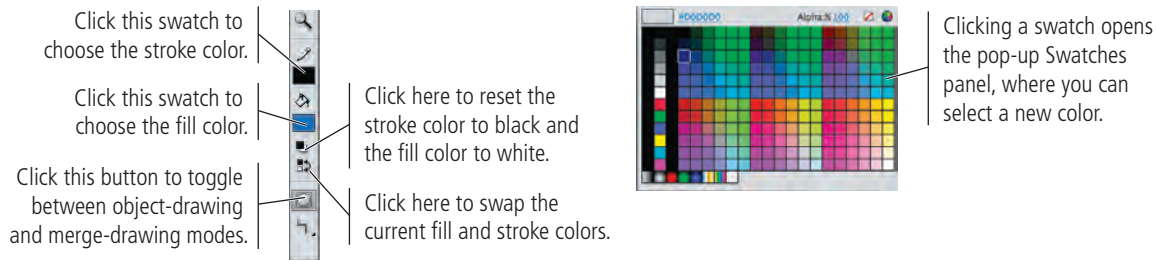 Click this swatch to
choose the stroke color.
Click this swatch to
choose the fill color.
Click this button to toggle
between object-drawing
and merge-drawing modes.
Click here to reset the
stroke color to black and
the fill color to white.
Click here to swap the
current fill and stroke colors.
#D0D0D0 Alpha:% 100
Clicking a swatch opens
the pop-up Swatches
panel, where you can
select a new color.